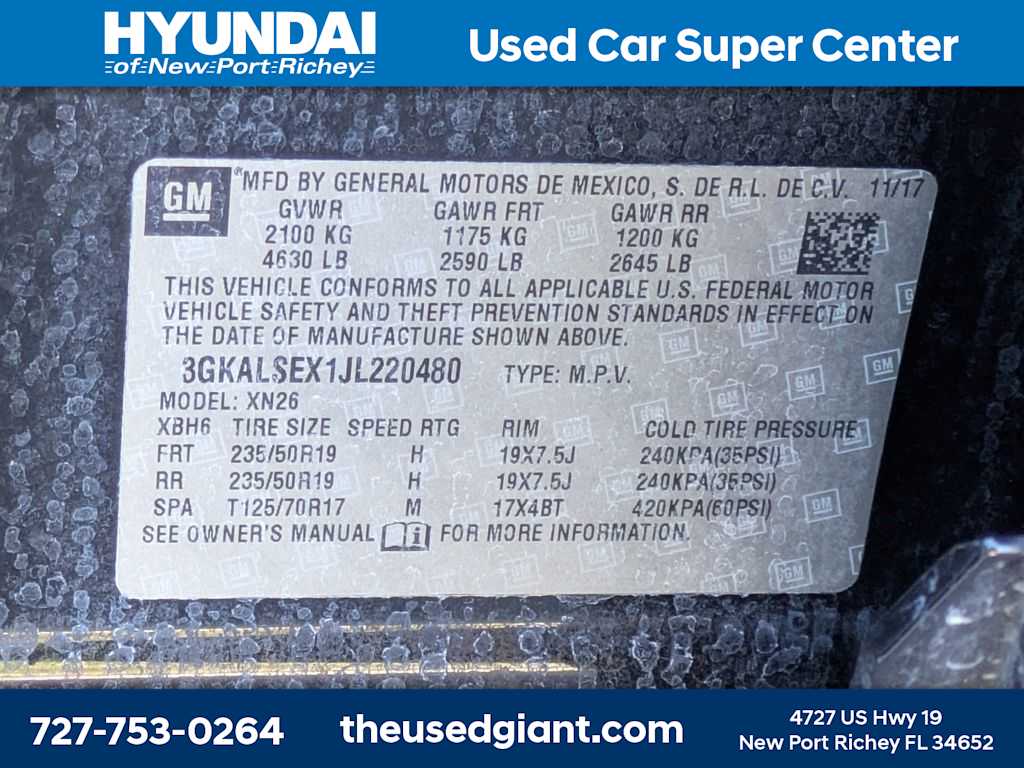 HYUNDAI
of New Port Richey
Used Car Super Center
GM
MFD BY GENERAL MOTORS DE MEXICO, S. DE R.L. DE C.V. 11/17
GVWR GAWR FRT GAWR RR
2100 KG 1175 KG 1200 KG
4630 LB 2590 LB 2645 LB
THIS VEHICLE CONFORMS TO ALL APPLICABLE U.S. FEDERAL MOTOR
VEHICLE SAFETY AND THEFT PREVENTION STANDARDS IN EFFECT ON
THE DATE OF MANUFACTURE SHOWN ABOVE.
3GKALSEX1JL220480 TYPE: M.P.V.
MODEL: XN26
XBH6 TIRE SIZE SPEED RTG RIM COLD TIRE PRESSURE
FRT 235/50R19 H 19X7.5J 240KPA(35PSI)
RR 235/50R19 H 19X7.5J 240KPA(35PSI)
SPA T125/70R17 M 17X4BT 420KPA(60PSI)
SEE OWNER'S MANUAL FOR MORE INFORMATION.
727-753-0264
theusedgiant.com
4727 US Hwy 19
New Port Richey FL 34652